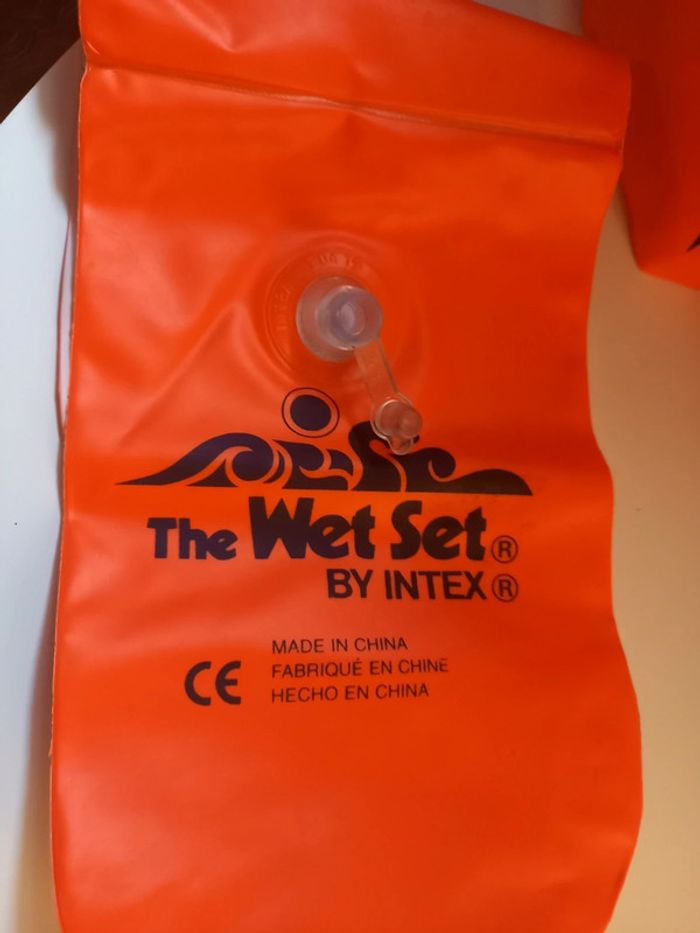 The Wet Set ®
BY INTEX ®
CE
MADE IN CHINA
FABRIQUÉ EN CHINE
HECHO EN CHINA